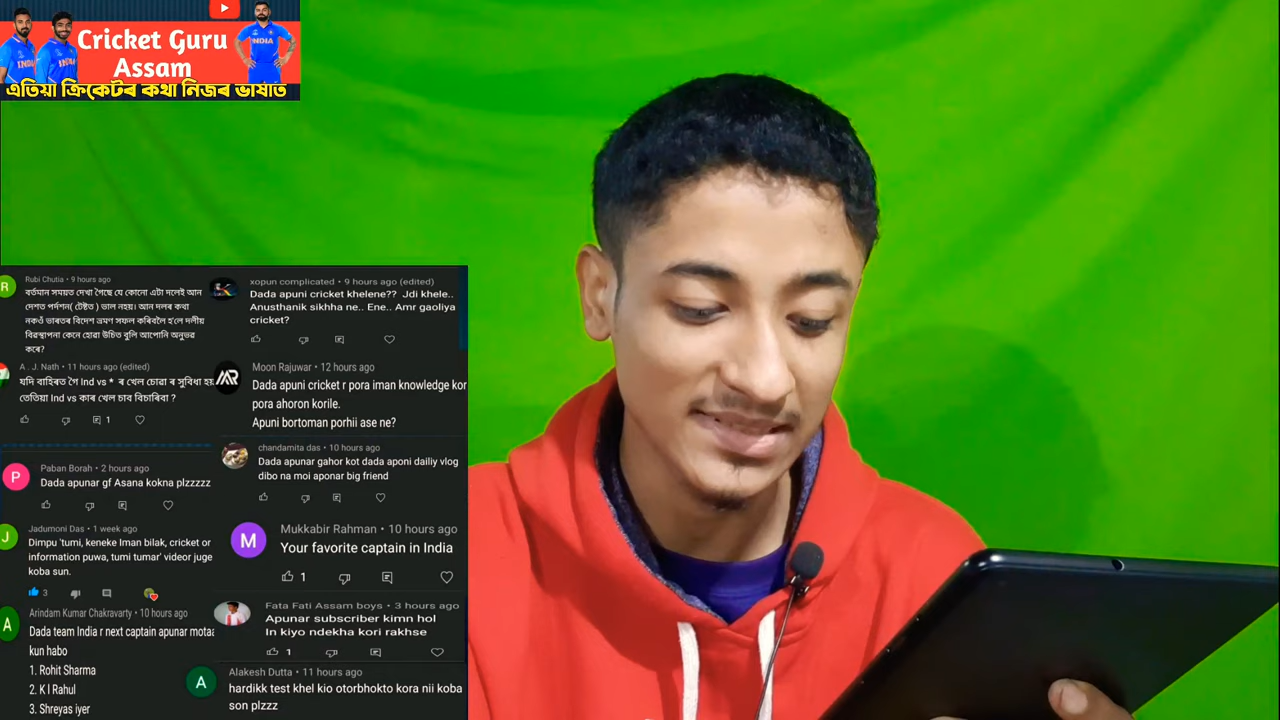 Cricket Guru
Assam
এতিয়া ক্ৰিকেটৰ কথা নিজৰ ভাষাত
INDIA
Rubi Chutia • 9 hours ago
বৰ্তমান সময়ত দেখা গৈছে যে কোনো এটা দলেই আন
দেশত পৰ্দশন( টেষ্টত ) ভাল নহয়। আন দলৰ কথা
নকওঁ ভাৰতৰ বিদেশ ভ্ৰমণ সফল কৰিবলৈ হ'লে দলীয়
বিৱস্থাপনা কেনে হোৱা উচিত বুলি আপোনি অনুভৱ
কৰে?
A . J. Nath • 11 hours ago (edited)
যদি বাহিৰত গৈ Ind vs * ৰ খেল চোৱা ৰ সুবিধা হয়
তেতিয়া Ind vs কাৰ খেল চাব বিচাৰিবা ?
1
Paban Borah • 2 hours ago
Dada apunar gf Asana kokna plzzzzz
Jadumoni Das • 1 week ago
Dimpu 'tumi, keneke Iman bilak, cricket or
information puwa, tumi tumar' videor juge
koba sun.
3
Arindam Kumar Chakravarty • 10 hours ago
Dada team India r next captain apunar motaa
kun habo
1. Rohit Sharma
2. K l Rahul
3. Shreyas iyer
xopun complicated • 9 hours ago (edited)
Dada apuni cricket khelene?? Jdi khele..
Anusthanik sikhha ne.. Ene.. Amr gaoliya
cricket?
Moon Rajuwar • 12 hours ago
Dada apuni cricket r pora iman knowledge kor
pora ahoron korile.
Apuni bortoman porhii ase ne?
chandamita das • 10 hours ago
Dada apunar gahor kot dada aponi dailiy vlog
dibo na moi aponar big friend
Mukkabir Rahman • 10 hours ago
Your favorite captain in India
1
Fata Fati Assam boys • 3 hours ago
Apunar subscriber kimn hol
In kiyo ndekha kori rakhse
1
Alakesh Dutta • 11 hours ago
hardikk test khel kio otorbhokto kora nii koba
son plzzz